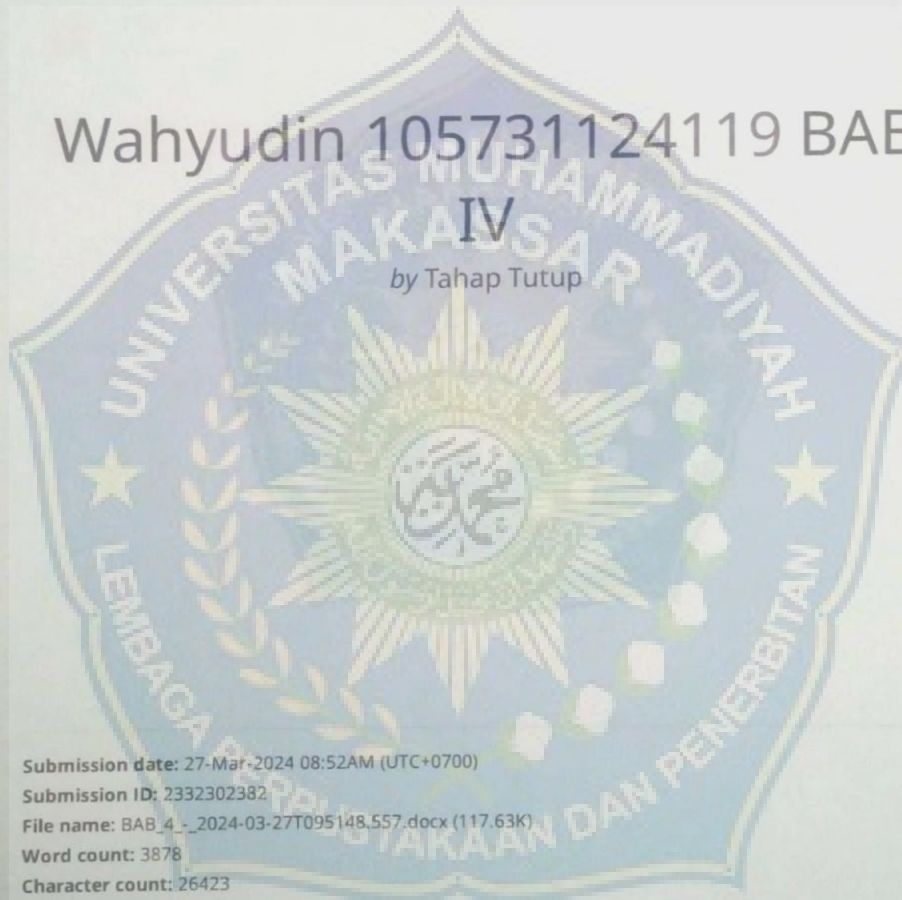 Wahyudin 105731124119 BAB
IV
by Tahap Tutup
UNIVERSITAS MUHAMMADIYAH
MAKASSAR
محمدية
LEMBAGA PERPUSTAKAAN DAN PENERBITAN
Submission date: 27-Mar-2024 08:52AM (UTC+0700)
Submission ID: 2332302382
File name: BAB_4_-_2024-03-27T095148.557.docx (117.63K)
Word count: 3878
Character count: 26423